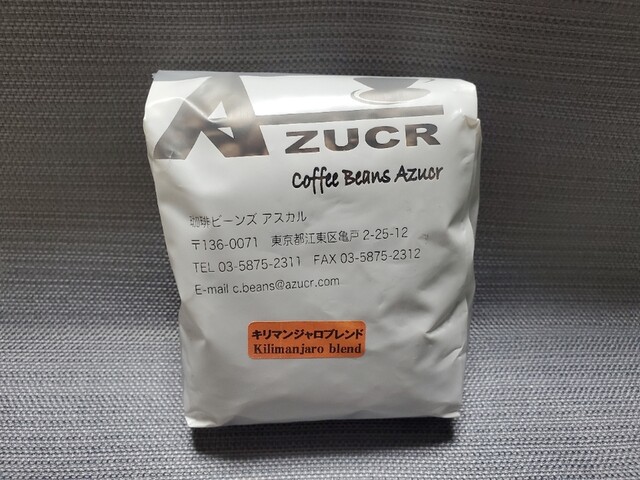 AZUCR
Coffee Beans Azucr
珈琲ビーンズ アスカル
〒136-0071 東京都江東区亀戸 2-25-12
TEL 03-5875-2311 FAX 03-5875-2312
E-mail c.beans@azucr.com
キリマンジャロブレンド
Kilimanjaro blend